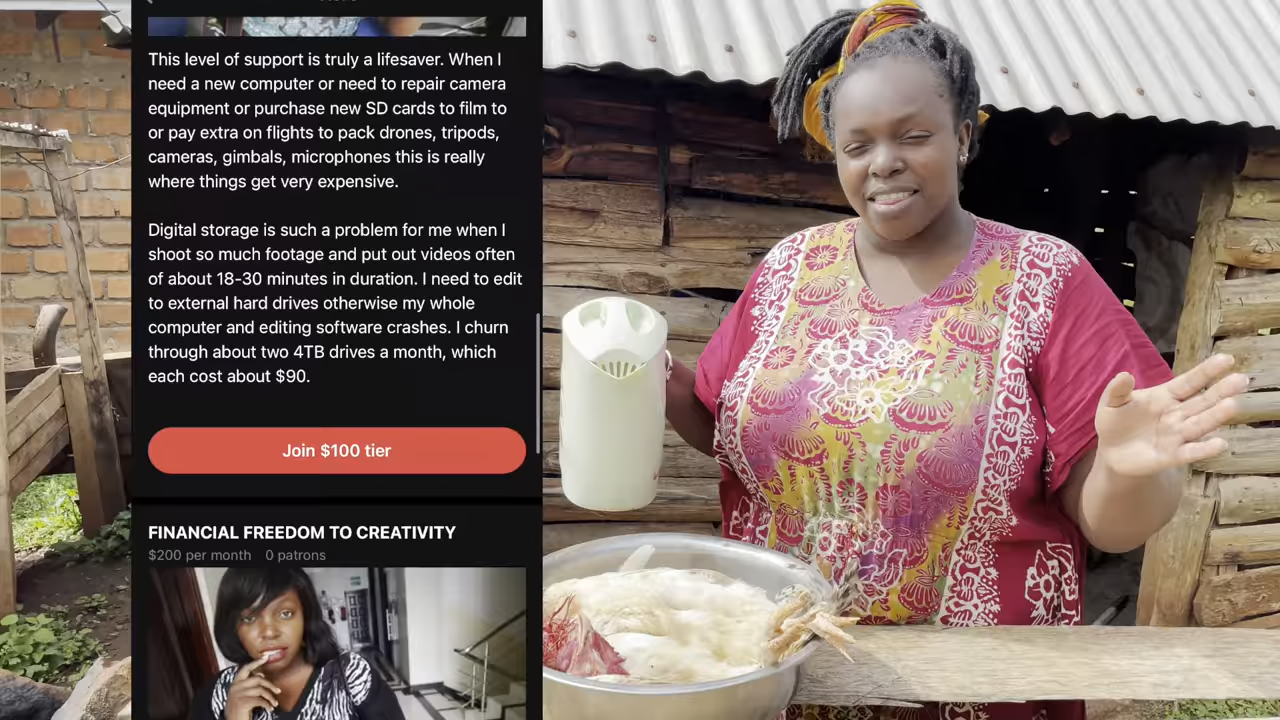 This level of support is truly a lifesaver. When I
need a new computer or need to repair camera
equipment or purchase new SD cards to film to
or pay extra on flights to pack drones, tripods,
cameras, gimbals, microphones this is really
where things get very expensive.
Digital storage is such a problem for me when I
shoot so much footage and put out videos often
of about 18-30 minutes in duration. I need to edit
to external hard drives otherwise my whole
computer and editing software crashes. I churn
through about two 4TB drives a month, which
each cost about $90.
Join $100 tier
FINANCIAL FREEDOM TO CREATIVITY
$200 per month 0 patrons